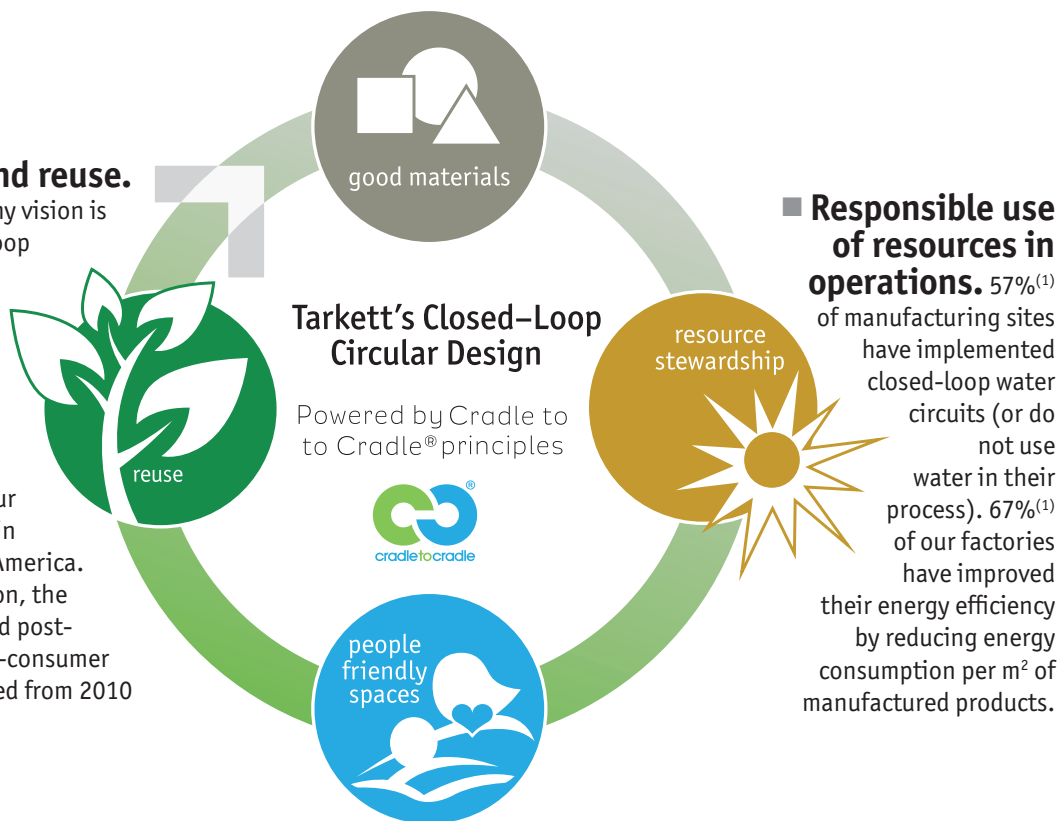 good materials
nd reuse.
ny vision is
oop
ur
in
America.
on, the
d post-
-consumer
ed from 2010
reuse
Tarkett’s Closed–Loop
Circular Design
Powered by Cradle to
to Cradle® principles
®
cradletocradle
resource
stewardship
people
friendly
spaces
■ Responsible use
of resources in
operations. 57%(1)
of manufacturing sites
have implemented
closed-loop water
circuits (or do
not use
water in their
process). 67%(1)
of our factories
have improved
their energy efficiency
by reducing energy
consumption per m² of
manufactured products.